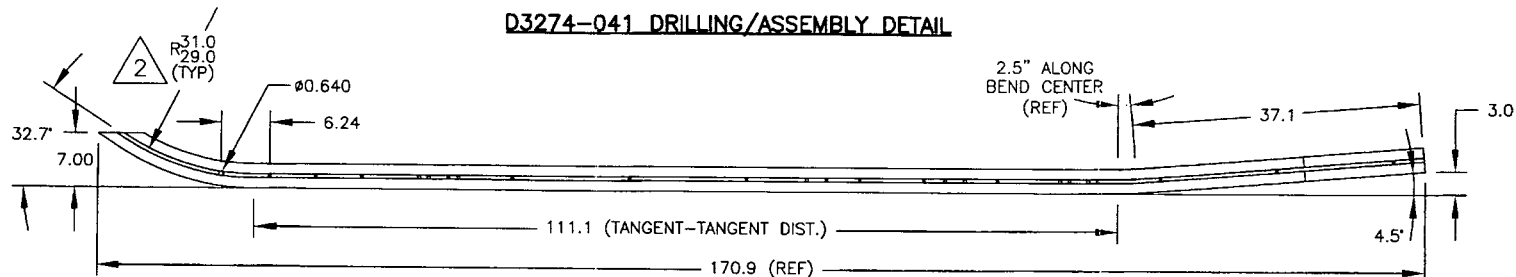 D3274-041 DRILLING/ASSEMBLY DETAIL
2
R31.0
29.0
(TYP)
ø0.640
2.5" ALONG
BEND CENTER
(REF)
32.7°
7.00
6.24
37.1
3.0
111.1 (TANGENT-TANGENT DIST.)
4.5°
170.9 (REF)